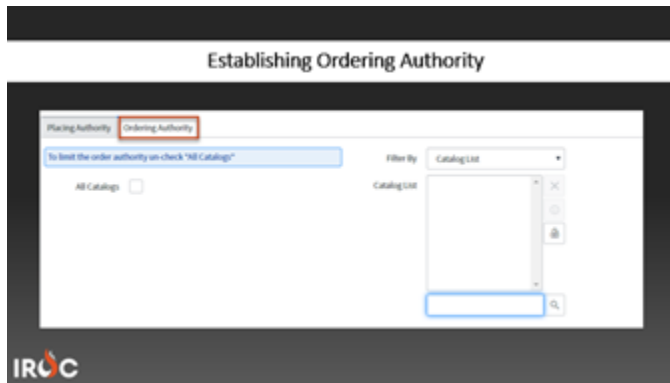 Establishing Ordering Authority
Placing Authority Ordering Authority
To limit the order authority un-check "All Catalogs"
Filter By Catalog List
All Catalogs
Catalog List
IROC